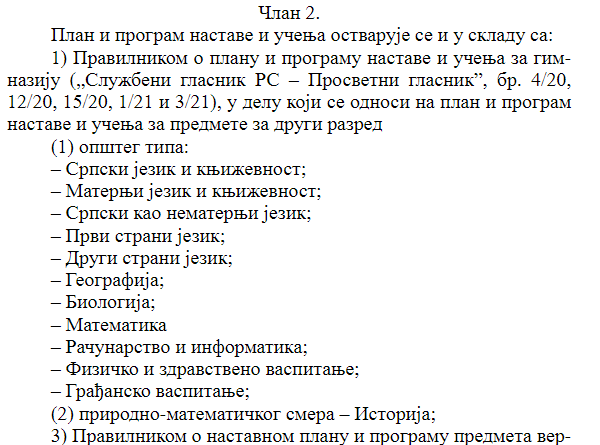 Члан 2.
План и програм наставе и учења остварује се и у складу са:
1) Правилником о плану и програму наставе и учења за гим-
назију („Службени гласник РС – Просветни гласник”, бр. 4/20,
12/20, 15/20, 1/21 и 3/21), у делу који се односи на план и програм
наставе и учења за предмете за други разред
(1) општег типа:
– Српски језик и књижевност;
– Матерњи језик и књижевност;
– Српски као нематерњи језик;
– Први страни језик;
– Други страни језик;
– Географија;
– Биологија;
– Математика
– Рачунарство и информатика;
– Физичко и здравствено васпитање;
– Грађанско васпитање;
(2) природно-математичког смера – Историја;
3) Правилником о наставном плану и програму предмета вер-